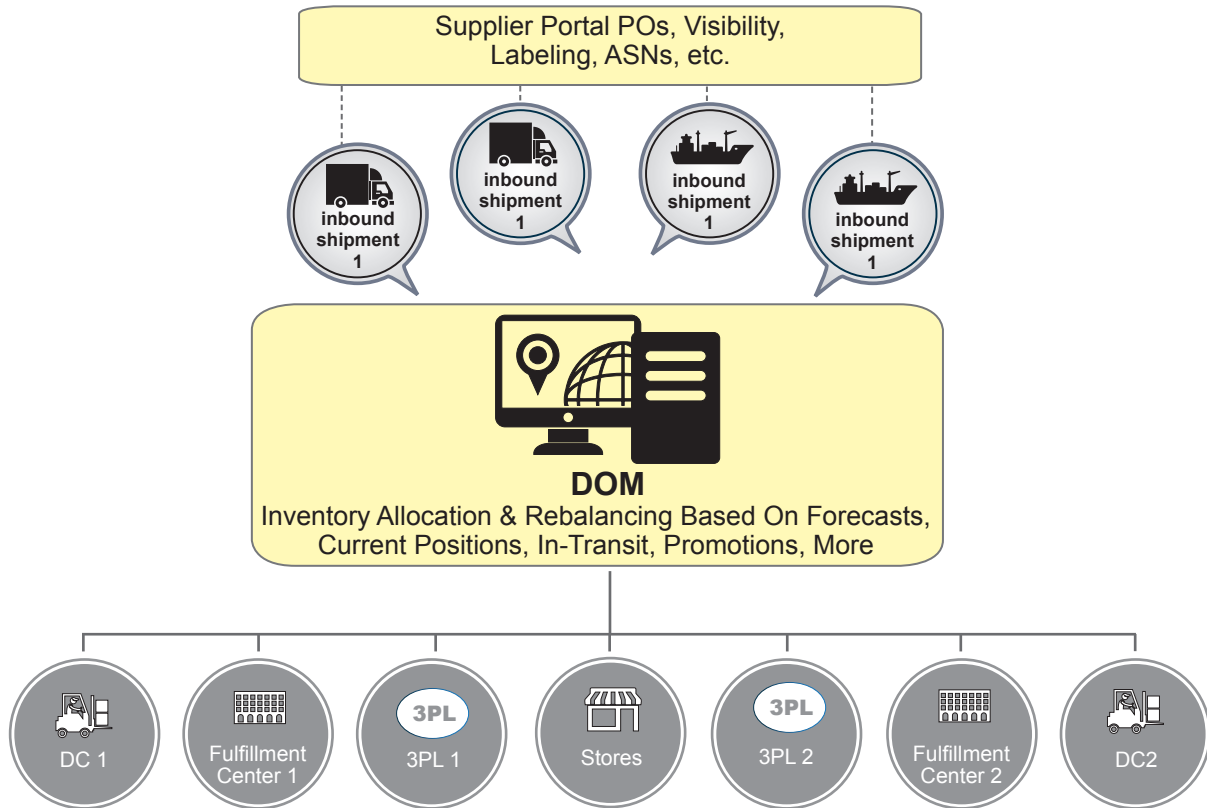 Supplier Portal POs, Visibility,
Labeling, ASNs, etc.
inbound
shipment
1
inbound
shipment
1
inbound
shipment
1
inbound
shipment
1
DOM
Inventory Allocation & Rebalancing Based On Forecasts,
Current Positions, In-Transit, Promotions, More
DC 1
Fulfillment
Center 1
3PL
3PL 1
Stores
3PL
3PL 2
Fulfillment
Center 2
DC2